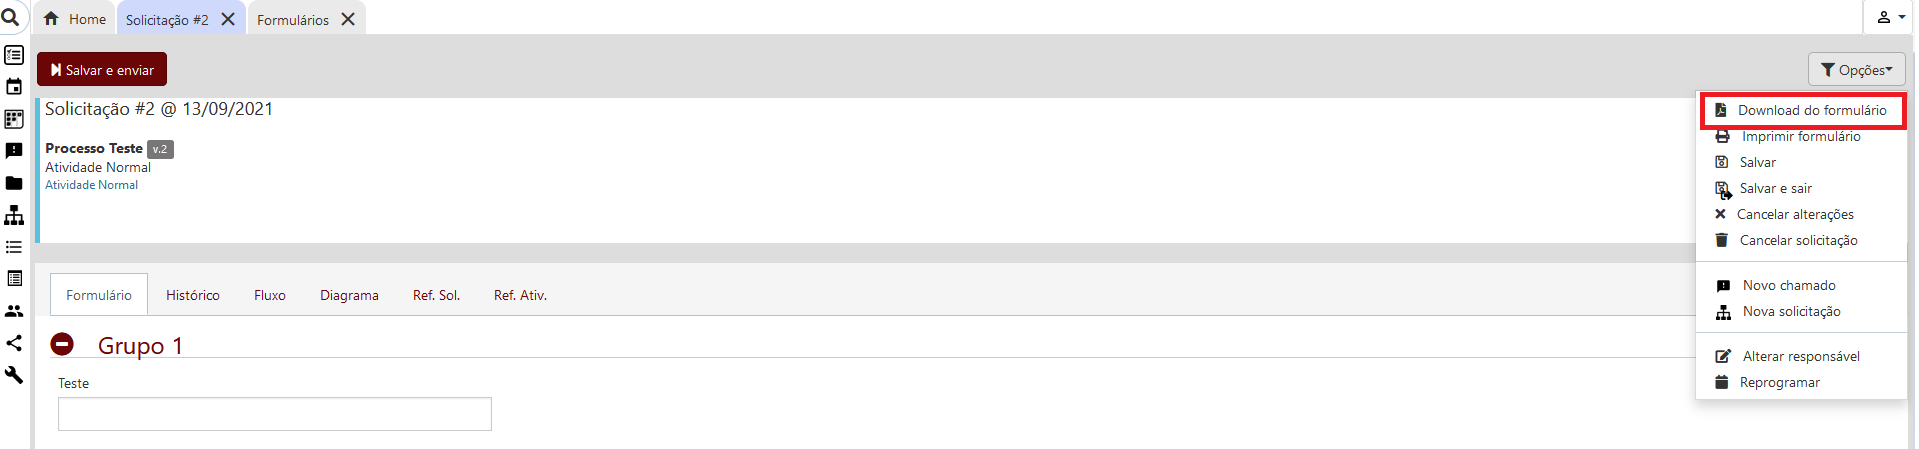 Home
Solicitação #2
Formulários
Salvar e enviar
Opções
Solicitação #2 @ 13/09/2021
Processo Teste v.2
Atividade Normal
Atividade Normal
Download do formulário
Imprimir formulário
Salvar
Salvar e sair
Cancelar alterações
Cancelar solicitação
Novo chamado
Nova solicitação
Alterar responsável
Reprogramar
Formulário
Histórico
Fluxo
Diagrama
Ref. Sol.
Ref. Ativ.
Grupo 1
Teste